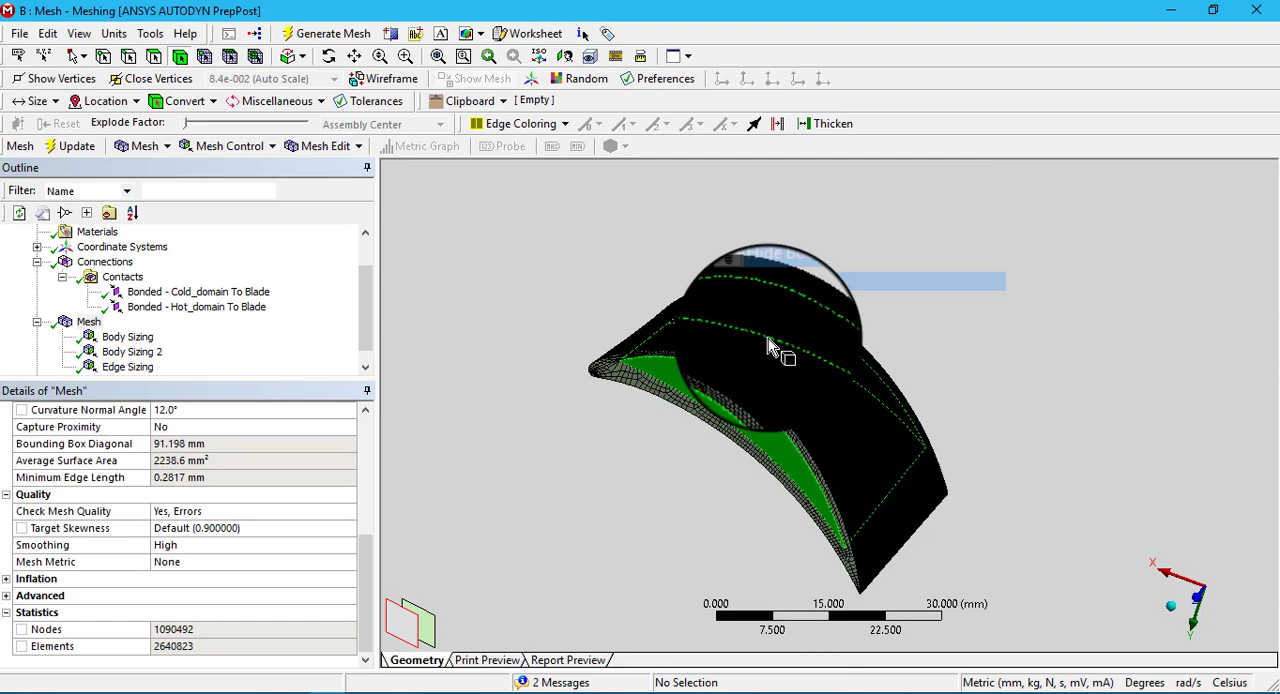 B : Mesh - Meshing [ANSYS AUTODYN PrepPost]
File Edit View Units Tools Help Generate Mesh Worksheet
Show Vertices Close Vertices 8.4e-002 (Auto Scale) Wireframe Show Mesh Random Preferences
Size Location Convert Miscellaneous Tolerances Clipboard [ Empty ]
Reset Explode Factor: Assembly Center Edge Coloring Thicken
Mesh Update Mesh Mesh Control Mesh Edit Metric Graph Probe
Outline
Filter: Name
Materials
Coordinate Systems
Connections
Contacts
Bonded - Cold_domain To Blade
Bonded - Hot_domain To Blade
Mesh
Body Sizing
Body Sizing 2
Edge Sizing
Details of "Mesh"
Curvature Normal Angle 12.0°
Capture Proximity No
Bounding Box Diagonal 91.198 mm
Average Surface Area 2238.6 mm²
Minimum Edge Length 0.2817 mm
Quality
Check Mesh Quality Yes, Errors
Target Skewness Default (0.900000)
Smoothing High
Mesh Metric None
Inflation
Advanced
Statistics
Nodes 1090492
Elements 2640823
Hide
0.000 15.000 30.000 (mm)
7.500 22.500
X
Y
Geometry Print Preview Report Preview
2 Messages No Selection Metric (mm, kg, N, s, mV, mA) Degrees rad/s Celsius